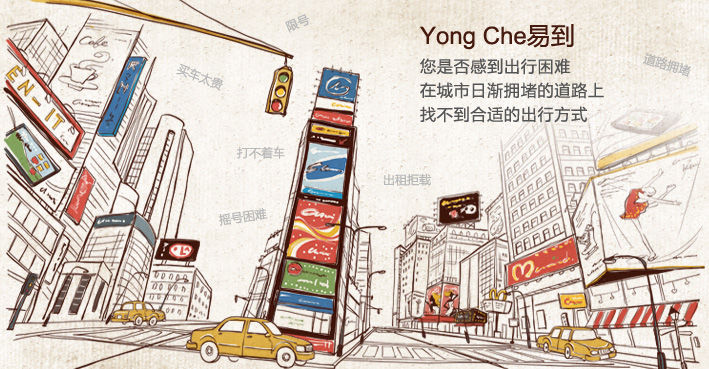 限号
Yong Che易到
买车太贵
道路拥堵
您是否感到出行困难
在城市日渐拥堵的道路上
找不到合适的出行方式
打不着车
出租拒载
摇号困难
EN-IT